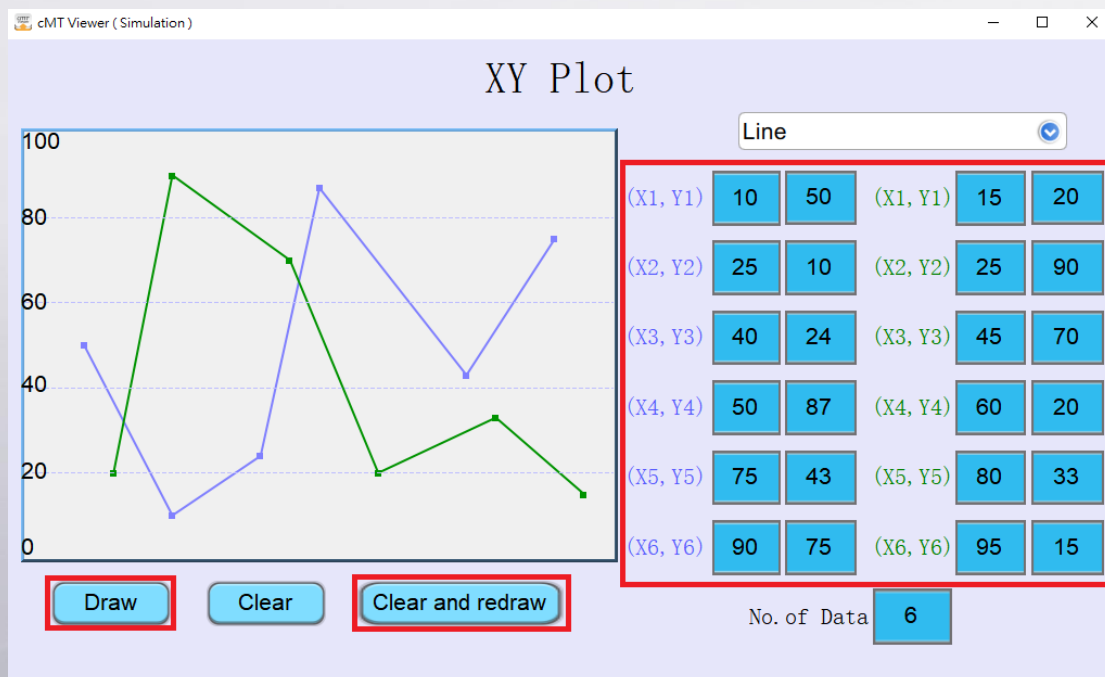 cMT Viewer ( Simulation )
XY Plot
Line
100
80
60
40
20
0
(X1, Y1) 10 50 (X1, Y1) 15 20
(X2, Y2) 25 10 (X2, Y2) 25 90
(X3, Y3) 40 24 (X3, Y3) 45 70
(X4, Y4) 50 87 (X4, Y4) 60 20
(X5, Y5) 75 43 (X5, Y5) 80 33
(X6, Y6) 90 75 (X6, Y6) 95 15
Draw Clear Clear and redraw
No. of Data 6